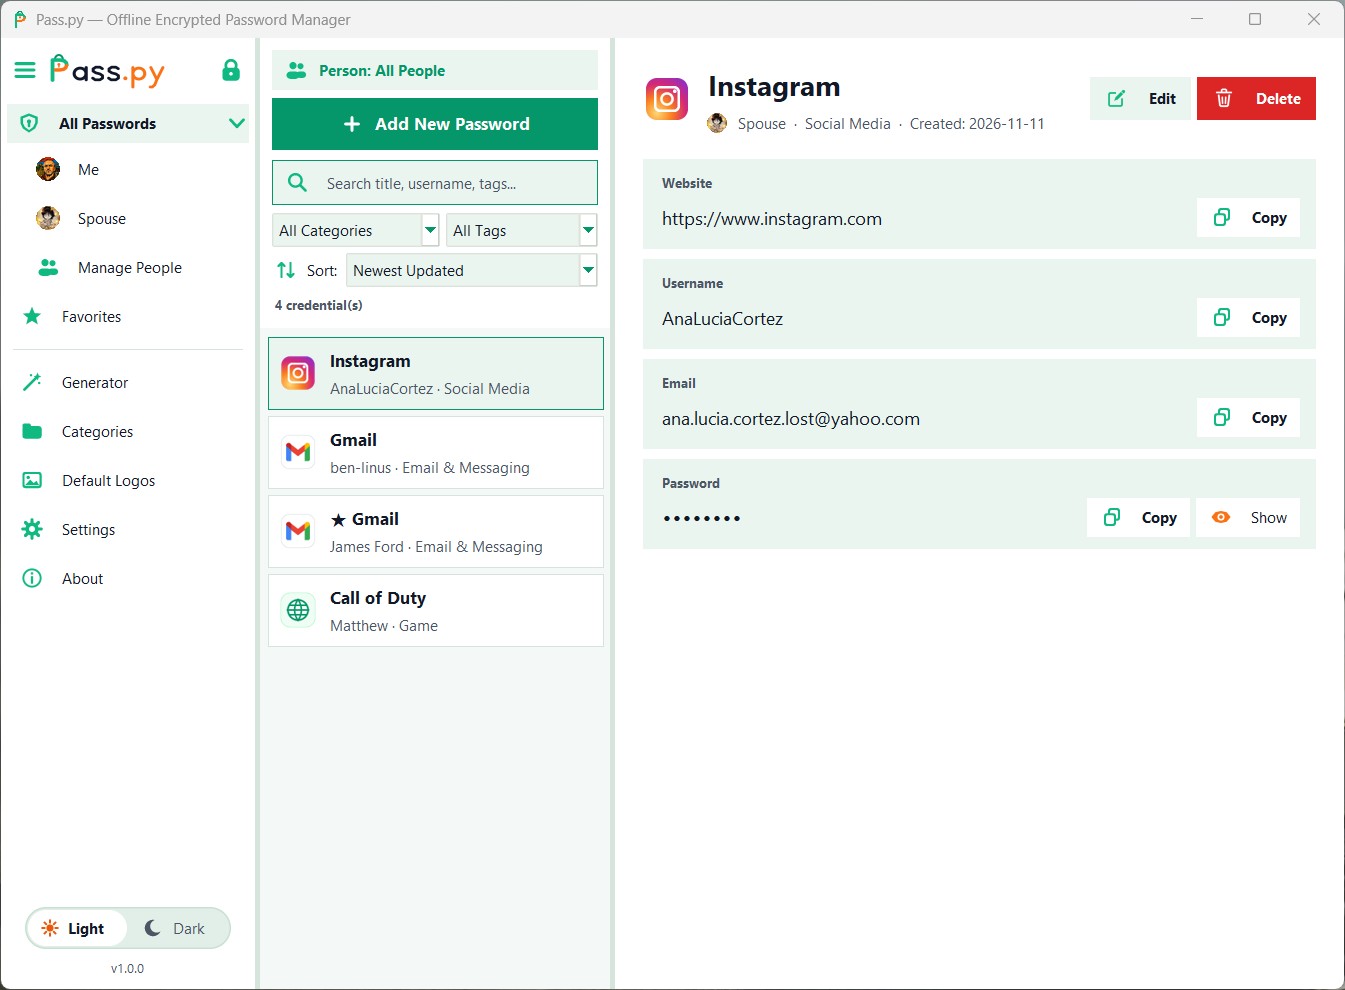 Pass.py — Offline Encrypted Password Manager
Pass.py
All Passwords
Me
Spouse
Manage People
Favorites
Generator
Categories
Default Logos
Settings
About
Light
Dark
v1.0.0
Person: All People
Add New Password
Search title, username, tags...
All Categories
All Tags
Sort: Newest Updated
4 credential(s)
Instagram
AnaLuciaCortez · Social Media
Gmail
ben-linus · Email & Messaging
★ Gmail
James Ford · Email & Messaging
Call of Duty
Matthew · Game
Instagram
Spouse · Social Media · Created: 2026-11-11
Edit
Delete
Website
https://www.instagram.com
Copy
Username
AnaLuciaCortez
Copy
Email
ana.lucia.cortez.lost@yahoo.com
Copy
Password
••••••••
Copy
Show